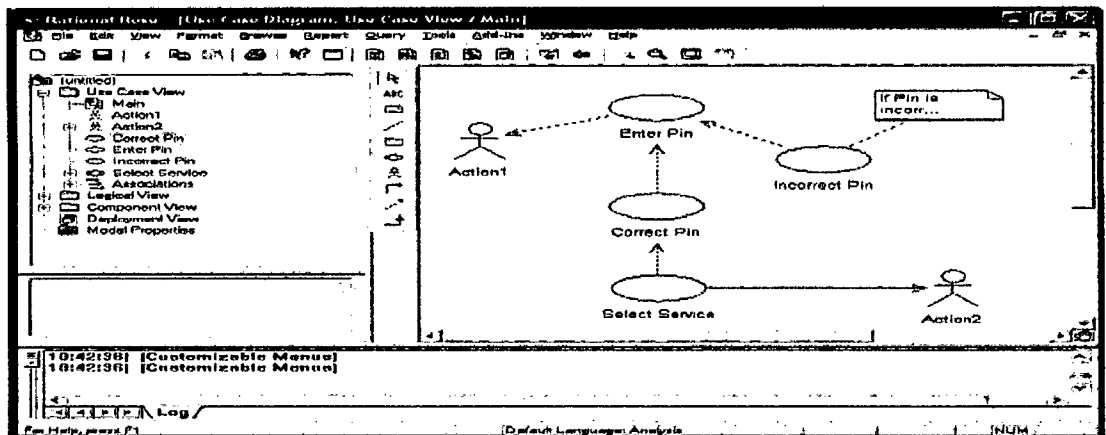 Rational Rose - [Use Case Diagram: Use Case View / Main]
File Edit View Format Browse Report Query Tools Add-Ins Window Help
(untitled)
Use Case View
Main
Action1
Action2
Correct Pin
Enter Pin
Incorrect Pin
Select Service
Associations
Logical View
Component View
Deployment View
Model Properties
ABC
If Pin is
incorr...
Enter Pin
Action1
Incorrect Pin
Correct Pin
Select Service
Action2
10:42:36| [Customizable Menus]
10:42:36| [Customizable Menus]
Log
For Help, press F1
Default Language: Analysis
NUM